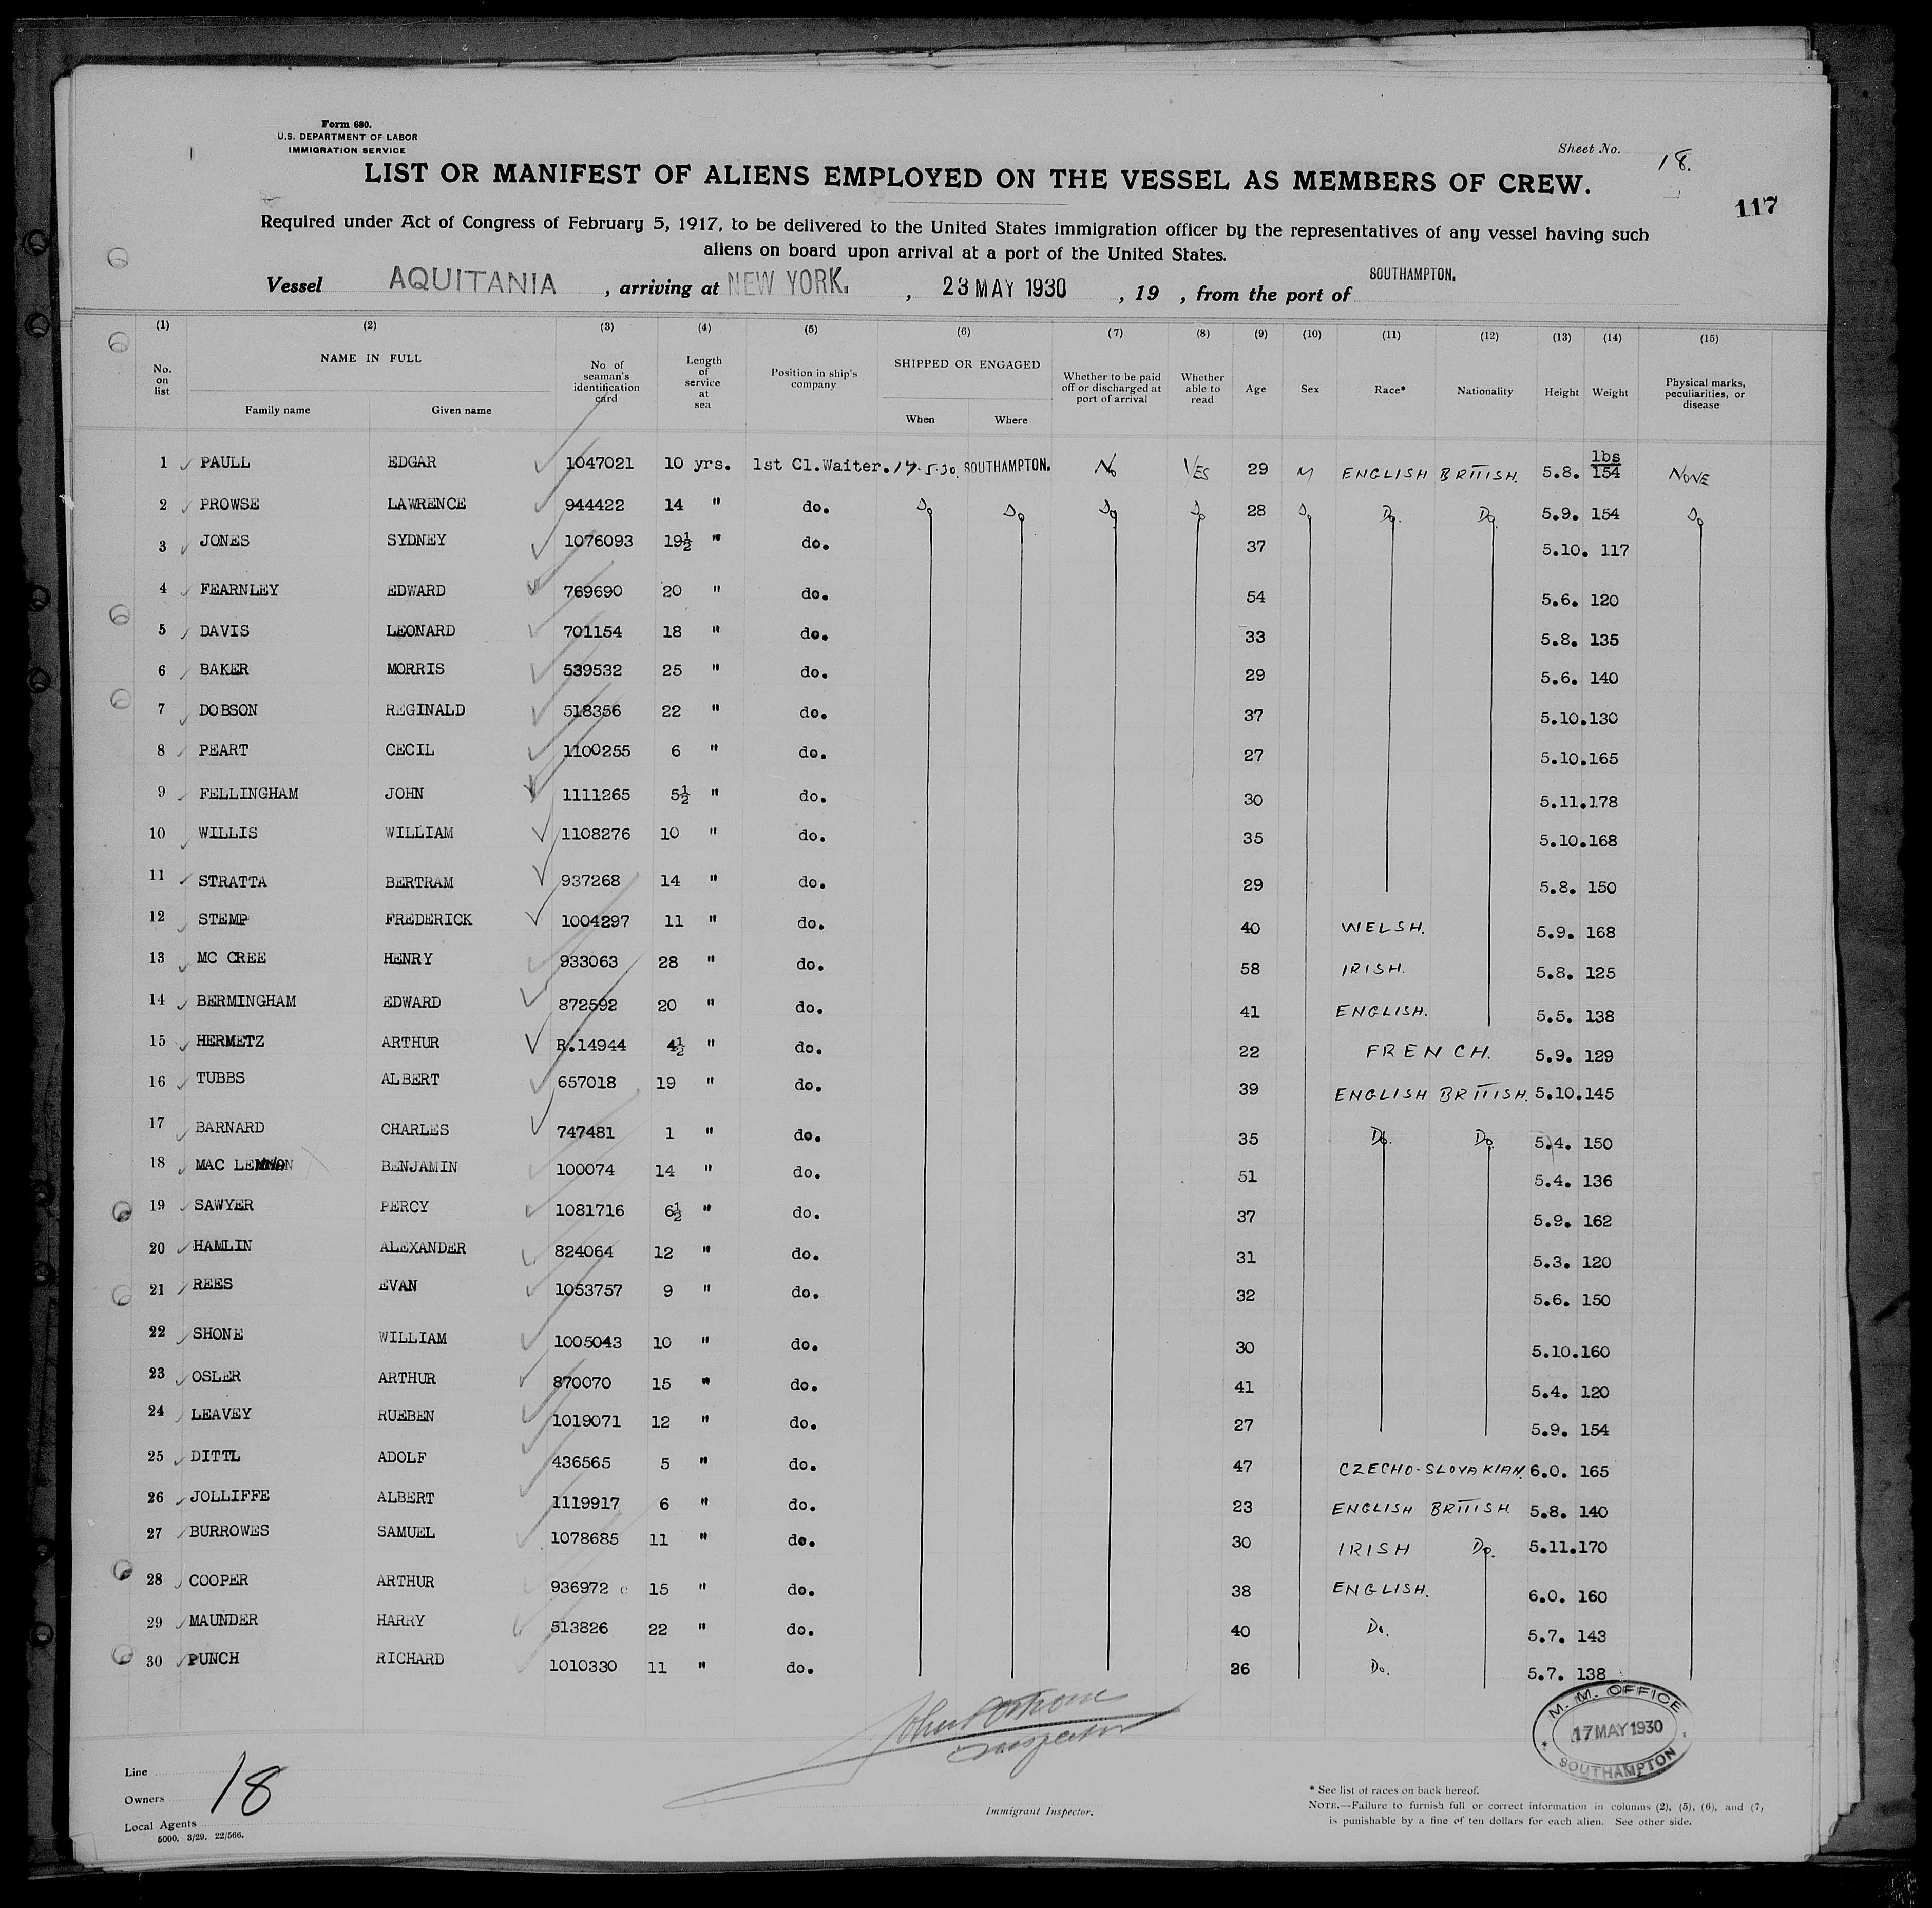 Form 680.
U.S. DEPARTMENT OF LABOR
IMMIGRATION SERVICE
Sheet No. 18.
LIST OR MANIFEST OF ALIENS EMPLOYED ON THE VESSEL AS MEMBERS OF CREW.
117
Required under Act of Congress of February 5, 1917, to be delivered to the United States immigration officer by the representatives of any vessel having such
aliens on board upon arrival at a port of the United States.
Vessel AQUITANIA , arriving at NEW YORK. , 23 MAY 1930 , 19 , from the port of SOUTHAMPTON.
(1) (2) (3) (4) (5) (6) (7) (8) (9) (10) (11) (12) (13) (14) (15)
No. on list NAME IN FULL Family name Given name No of seaman's identification card Length of service at sea Position in ship's company SHIPPED OR ENGAGED When Where Whether to be paid off or discharged at port of arrival Whether able to read Age Sex Race* Nationality Height Weight Physical marks, peculiarities, or disease
1 PAULL EDGAR 1047021 10 yrs. 1st Cl.Waiter. 17.5.30. SOUTHAMPTON. No YES 29 M ENGLISH BRITISH. 5.8. lbs 154 NONE
2 PROWSE LAWRENCE 944422 14 " do. Do Do Do Do 28 Do Do. Do 5.9. 154 Do
3 JONES SYDNEY 1076093 19½ " do. 37 5.10. 117
4 FEARNLEY EDWARD 769690 20 " do. 54 5.6. 120
5 DAVIS LEONARD 701154 18 " do. 33 5.8. 135
6 BAKER MORRIS 539532 25 " do. 29 5.6. 140
7 DOBSON REGINALD 518356 22 " do. 37 5.10.130
8 PEART CECIL 1100255 6 " do. 27 5.10.165
9 FELLINGHAM JOHN 1111265 5½ " do. 30 5.11.178
10 WILLIS WILLIAM 1108276 10 " do. 35 5.10.168
11 STRATTA BERTRAM 937268 14 " do. 29 5.8. 150
12 STEMP FREDERICK 1004297 11 " do. 40 WELSH. 5.9. 168
13 MC CREE HENRY 933063 28 " do. 58 IRISH. 5.8. 125
14 BERMINGHAM EDWARD 872592 20 " do. 41 ENGLISH. 5.5. 138
15 HERMETZ ARTHUR R.14944 4½ " do. 22 FRENCH. 5.9. 129
16 TUBBS ALBERT 657018 19 " do. 39 ENGLISH BRITISH. 5.10.145
17 BARNARD CHARLES 747481 1 " do. 35 Do. Do 5.4. 150
18 MAC BENJAMIN 100074 14 " do. 51 5.4. 136
19 SAWYER PERCY 1081716 6½ " do. 37 5.9. 162
20 HAMLIN ALEXANDER 824064 12 " do. 31 5.3. 120
21 REES EVAN 1053757 9 " do. 32 5.6. 150
22 SHONE WILLIAM 1005043 10 " do. 30 5.10.160
23 OSLER ARTHUR 870070 15 " do. 41 5.4. 120
24 LEAVEY RUEBEN 1019071 12 " do. 27 5.9. 154
25 DITTL ADOLF 436565 5 " do. 47 CZECHO-SLOVAKIAN. 6.0. 165
26 JOLLIFFE ALBERT 1119917 6 " do. 23 ENGLISH BRITISH 5.8. 140
27 BURROWES SAMUEL 1078685 11 " do. 30 IRISH Do. 5.11.170
28 COOPER ARTHUR 936972 c 15 " do. 38 ENGLISH. 6.0. 160
29 MAUNDER HARRY 513826 22 " do. 40 Do. 5.7. 143
30 PUNCH RICHARD 1010330 11 " do. 26 Do. 5.7. 138
Inspector
M. M. OFFICE
17 MAY 1930
SOUTHAMPTON
Line
Owners
18
Local Agents
5000. 3/29. 22/566.
Immigrant Inspector.
* See list of races on back hereof.
NOTE.—Failure to furnish full or correct information in columns (2), (5), (6), and (7)
is punishable by a fine of ten dollars for each alien. See other side.